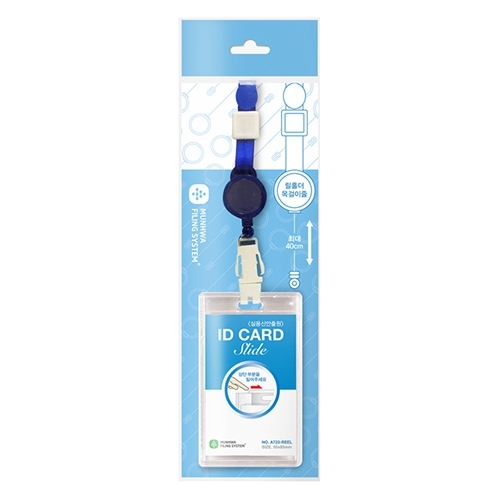 릴홀더
목걸이줄
최대
40cm
MUNHWA
FILING SYSTEM®
(실용신안출원)
ID CARD
Slide
상단 부분을
밀어주세요
MUNHWA
FILING SYSTEM®
NO. A720-REEL
SIZE. 60x95mm